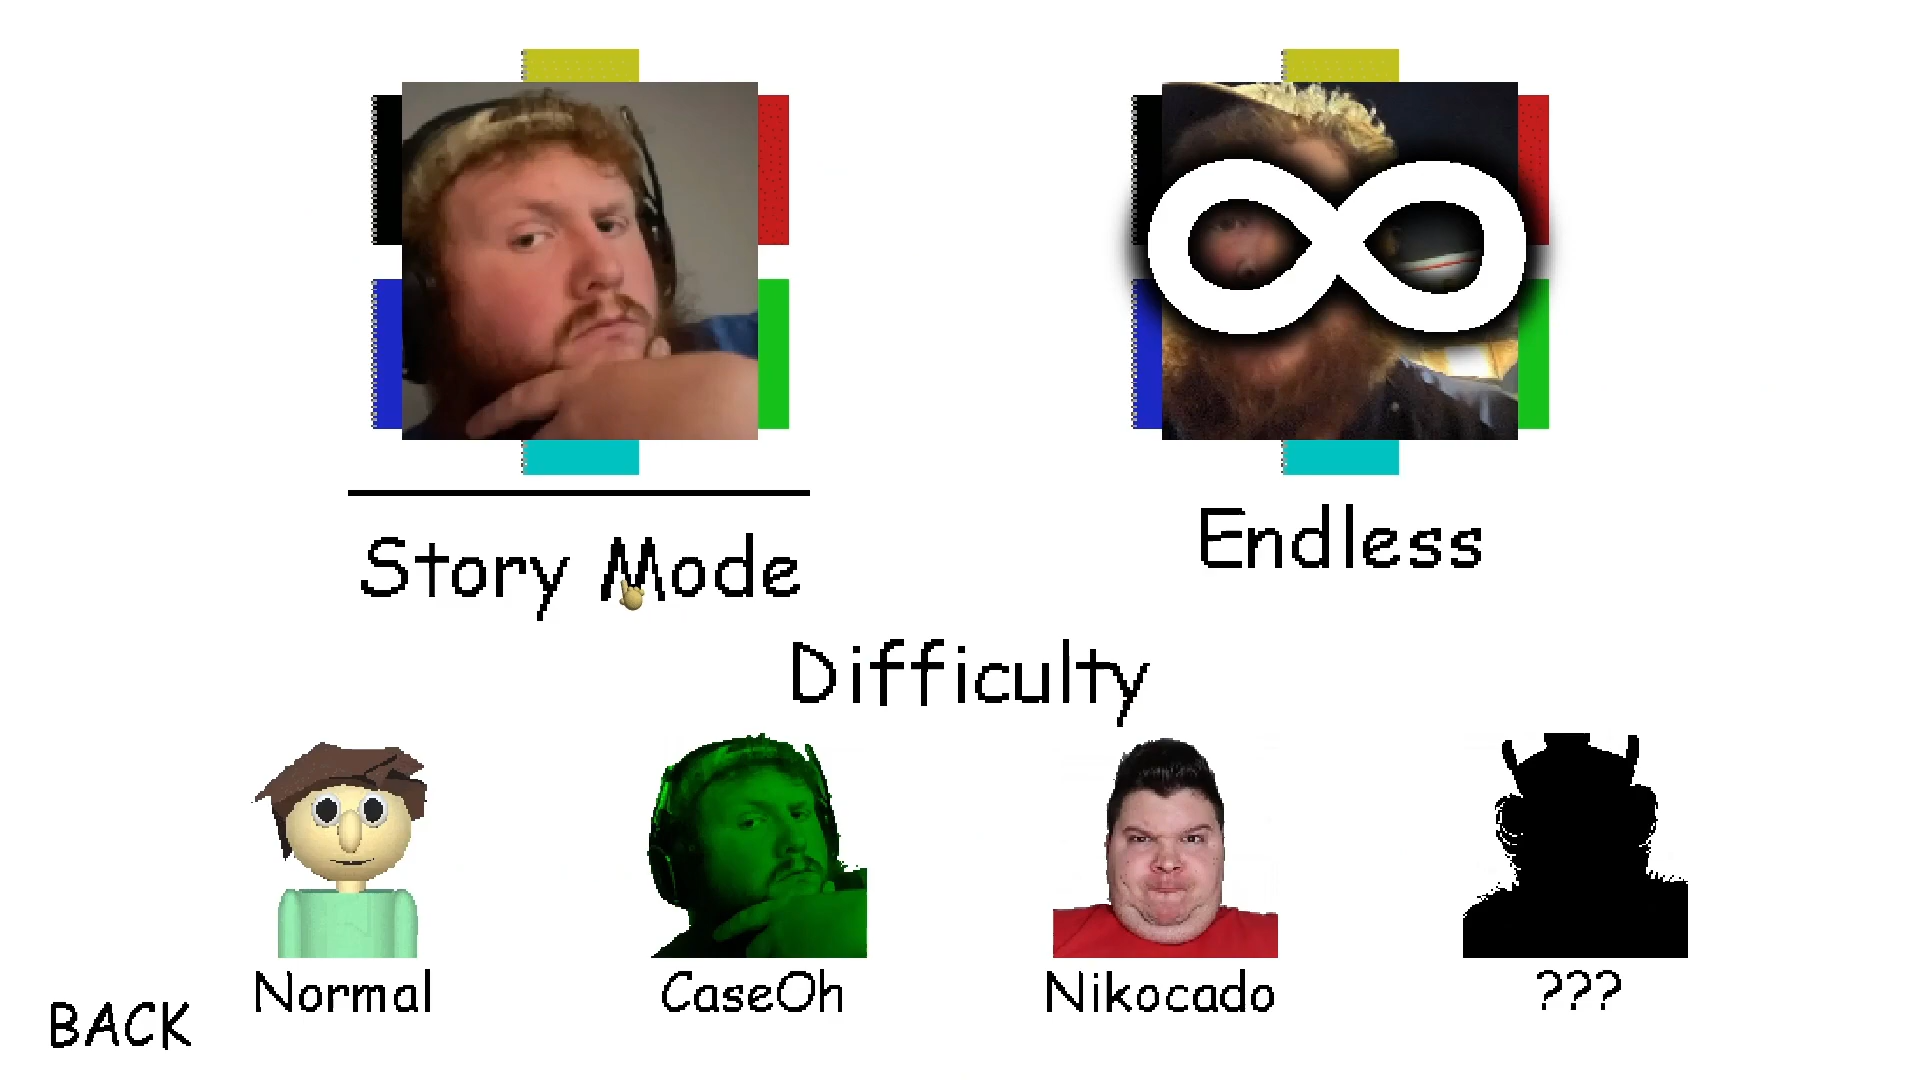 Story Mode
Endless
Difficulty
Normal
CaseOh
Nikocado
???
BACK